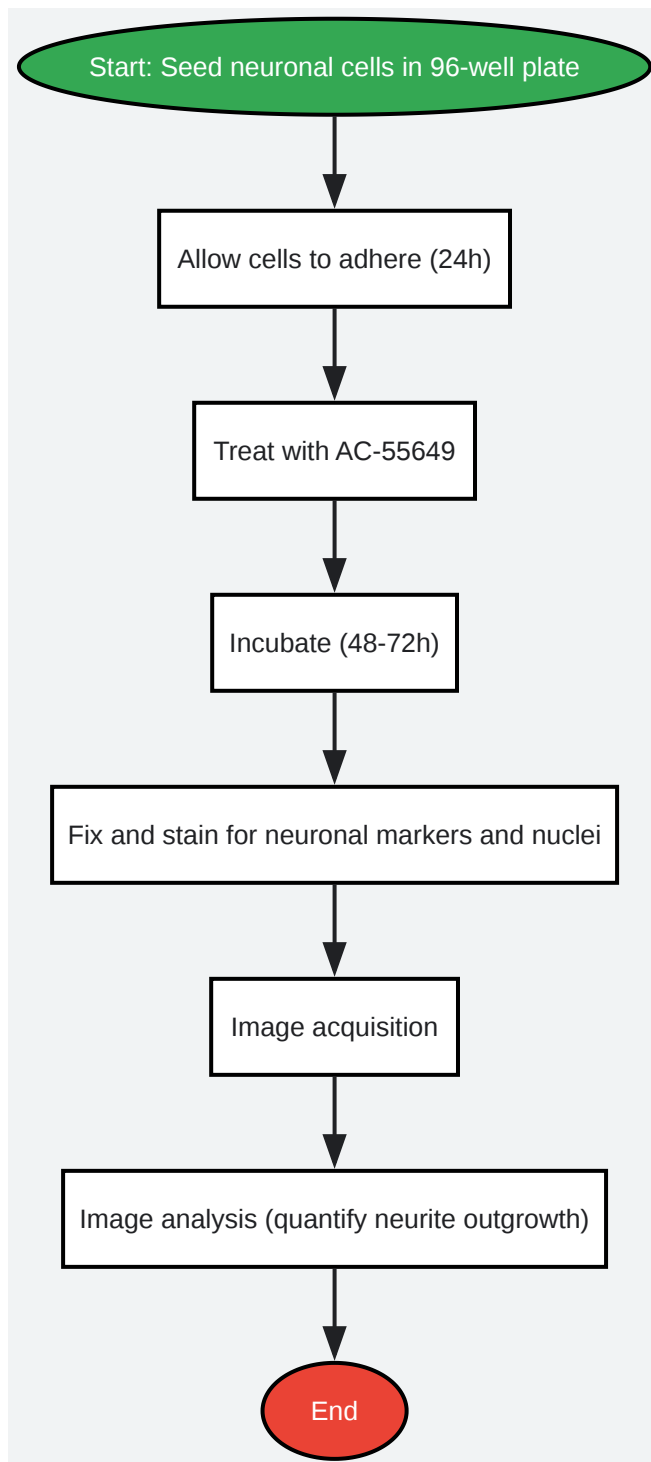 Start: Seed neuronal cells in 96-well plate
Allow cells to adhere (24h)
Treat with AC-55649
Incubate (48-72h)
Fix and stain for neuronal markers and nuclei
Image acquisition
Image analysis (quantify neurite outgrowth)
End